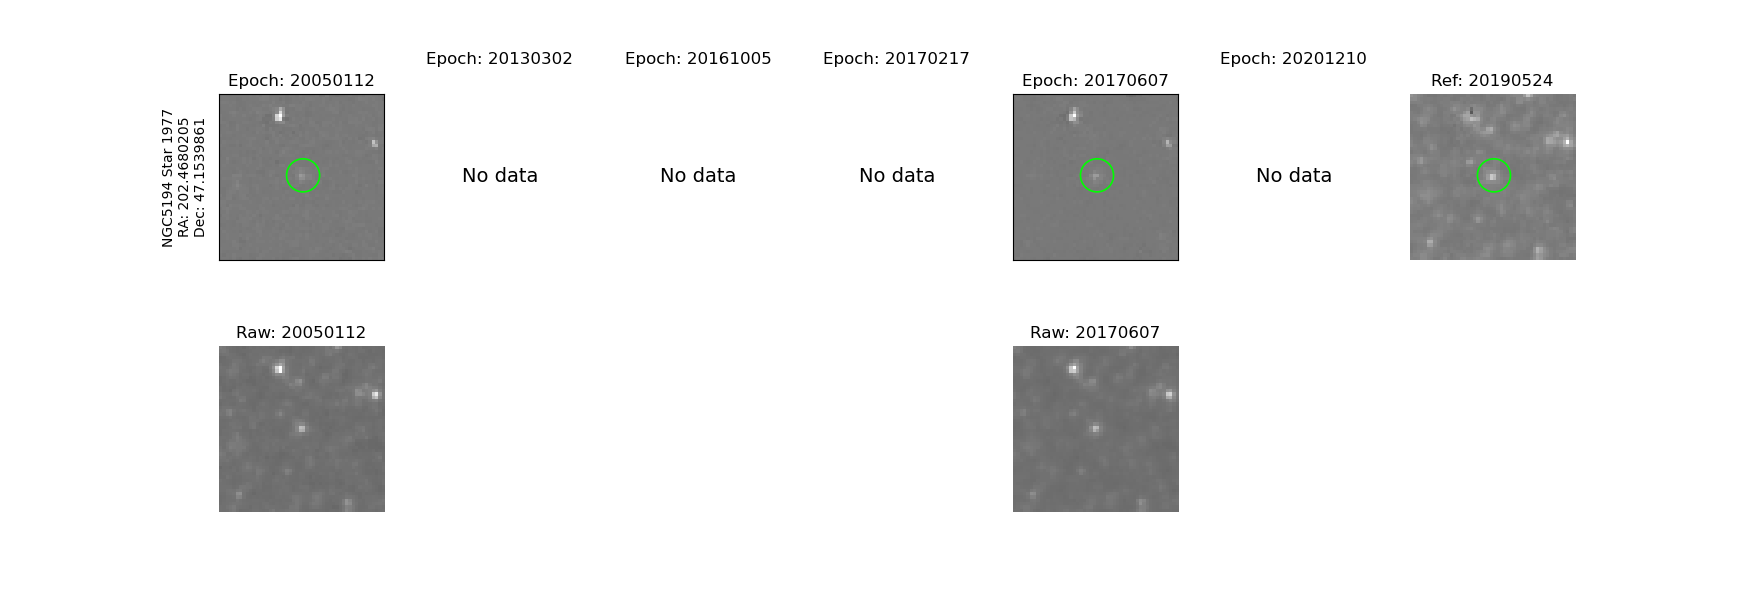 Epoch: 20050112
Epoch: 20130302
Epoch: 20161005
Epoch: 20170217
Epoch: 20170607
Epoch: 20201210
Ref: 20190524
NGC5194 Star 1977
RA: 202.4680205
Dec: 47.1539861
No data
No data
No data
No data
Raw: 20050112
Raw: 20170607